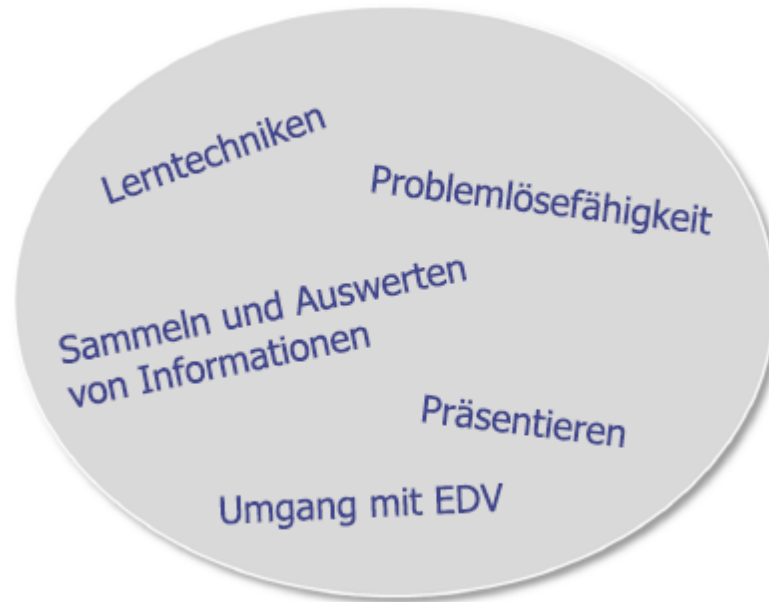 Lerntechniken
Problemlösefähigkeit
Sammeln und Auswerten
von Informationen
Präsentieren
Umgang mit EDV